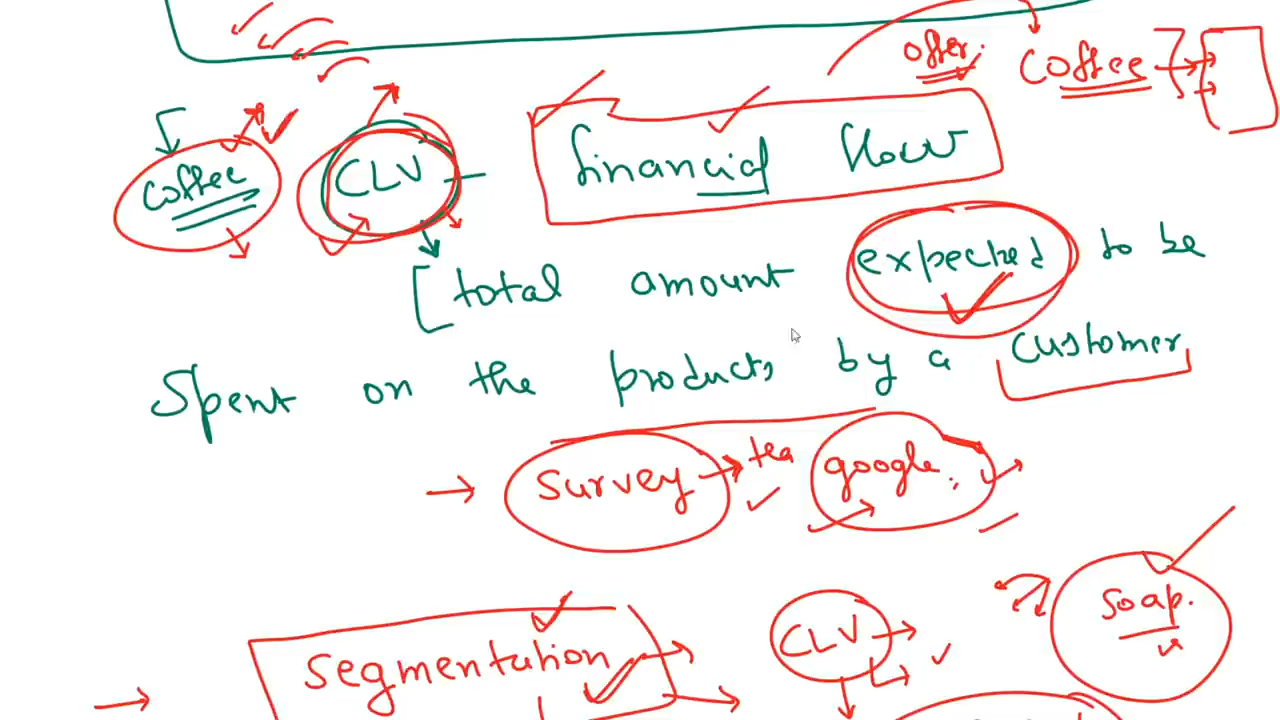 offer. Coffee
Coffee CLV financial flow
total amount expected to be
Spent on the products by a customer
survey tea google
soap.
Segmentation CLV